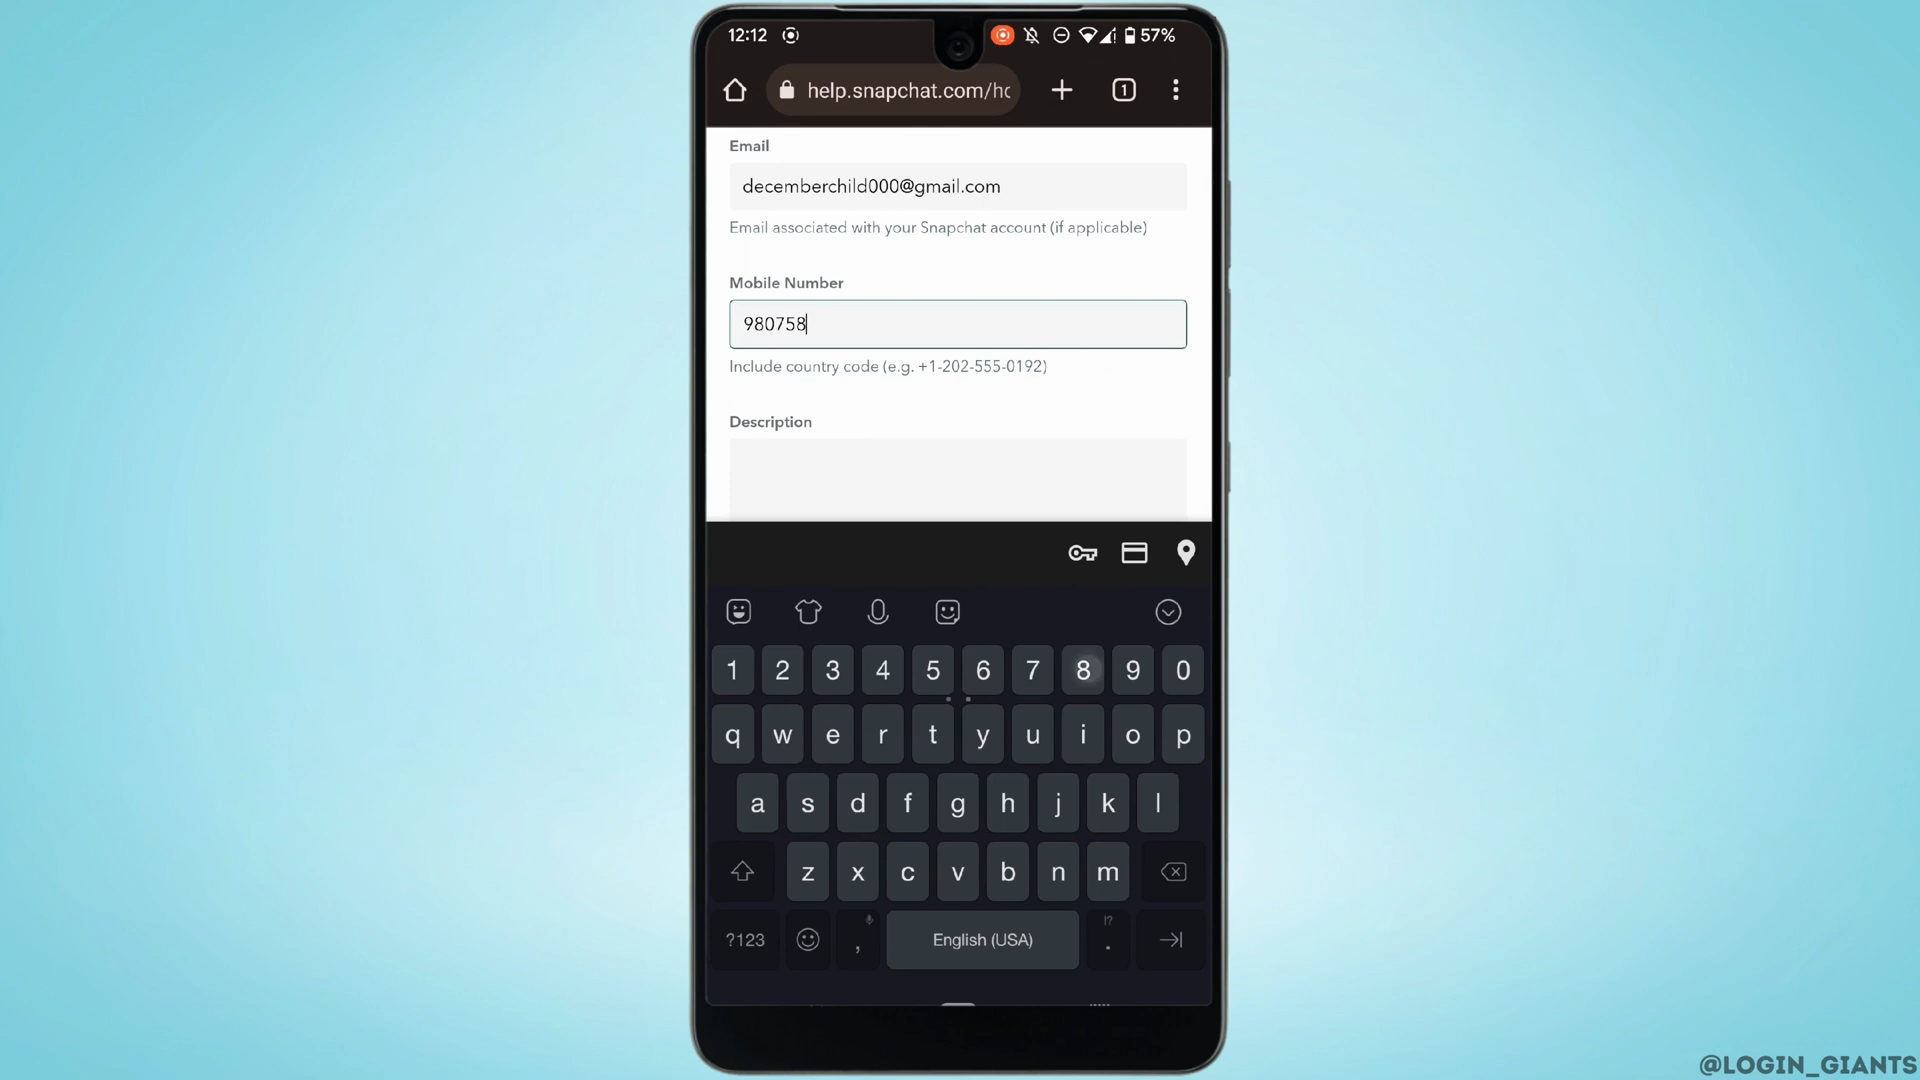 12:12
57%
help.snapchat.com/hc
1
Email
decemberchild000@gmail.com
Email associated with your Snapchat account (if applicable)
Mobile Number
980758
Include country code (e.g. +1-202-555-0192)
Description
1 2 3 4 5 6 7 8 9 0
q w e r t y u i o p
a s d f g h j k l
z x c v b n m
!?
?123 , English (USA) .
@LOGIN_GIANTS